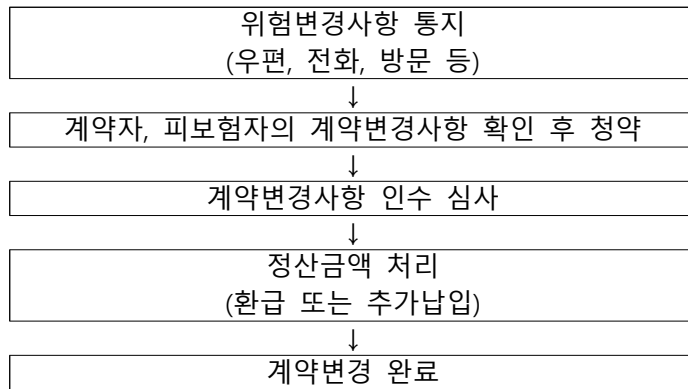 위험변경사항 통지
(우편, 전화, 방문 등)
↓
계약자, 피보험자의 계약변경사항 확인 후 청약
↓
계약변경사항 인수 심사
↓
정산금액 처리
(환급 또는 추가납입)
↓
계약변경 완료